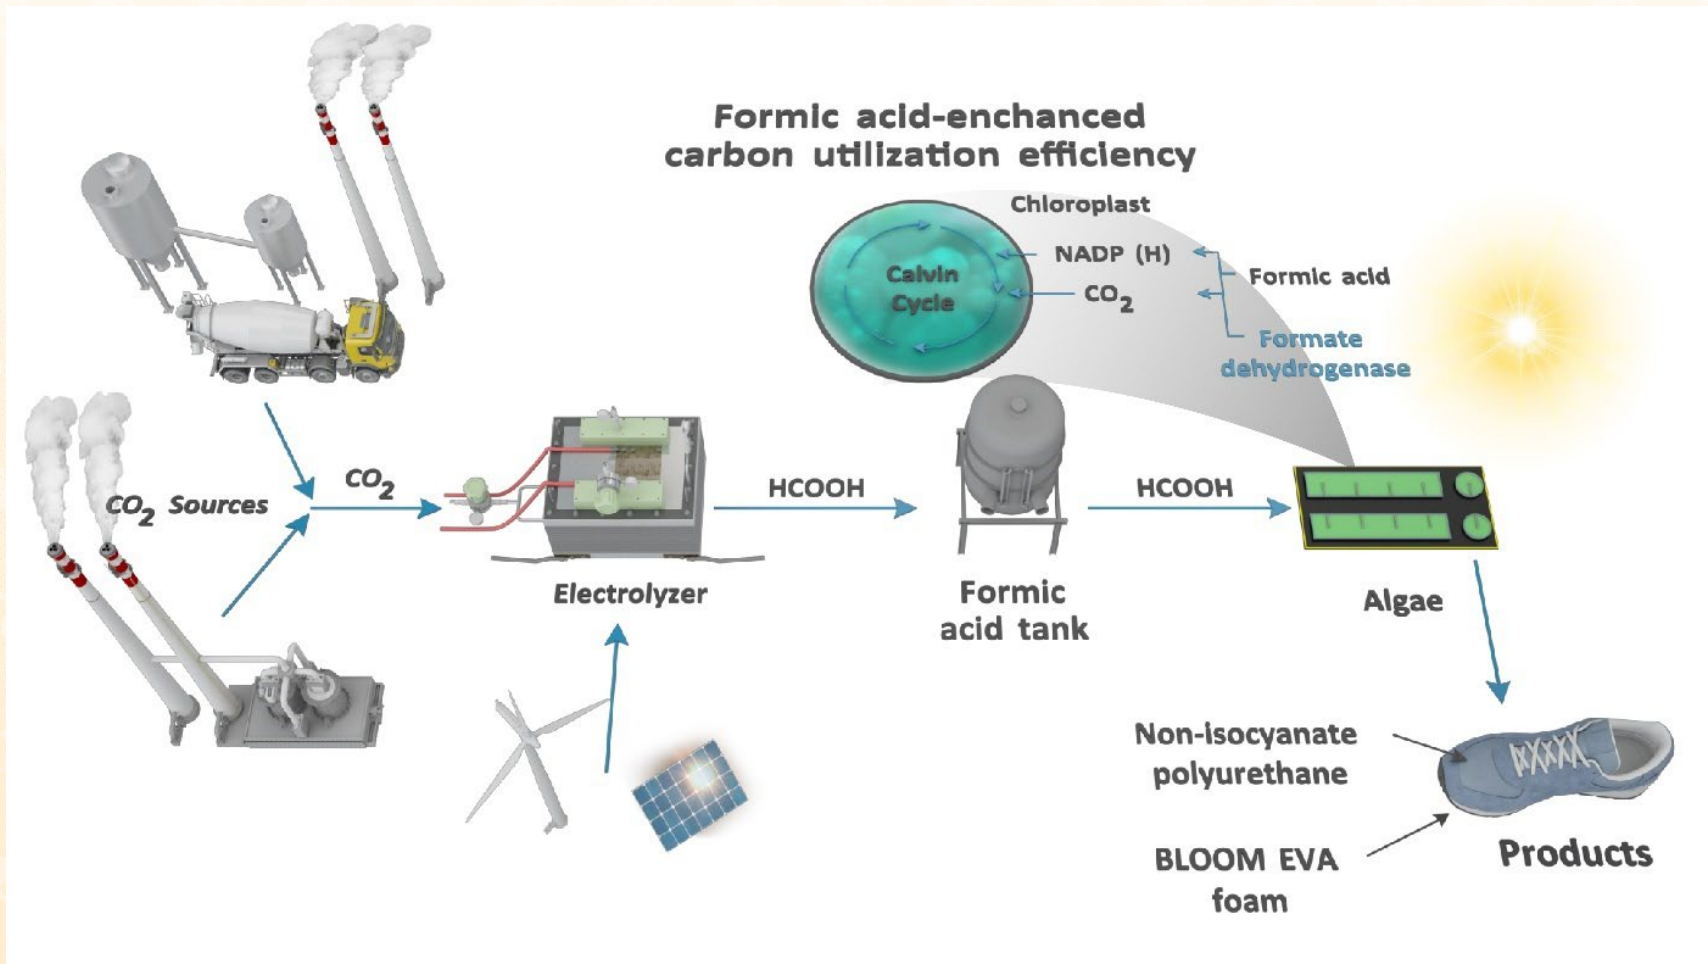 Formic acid-enchanced
carbon utilization efficiency
Chloroplast
NADP (H)
CO2
Calvin
Cycle
Formic acid
Formate
dehydrogenase
CO2 Sources
CO2
HCOOH
HCOOH
Electrolyzer
Formic
acid tank
Algae
Non-isocyanate
polyurethane
BLOOM EVA
foam
Products